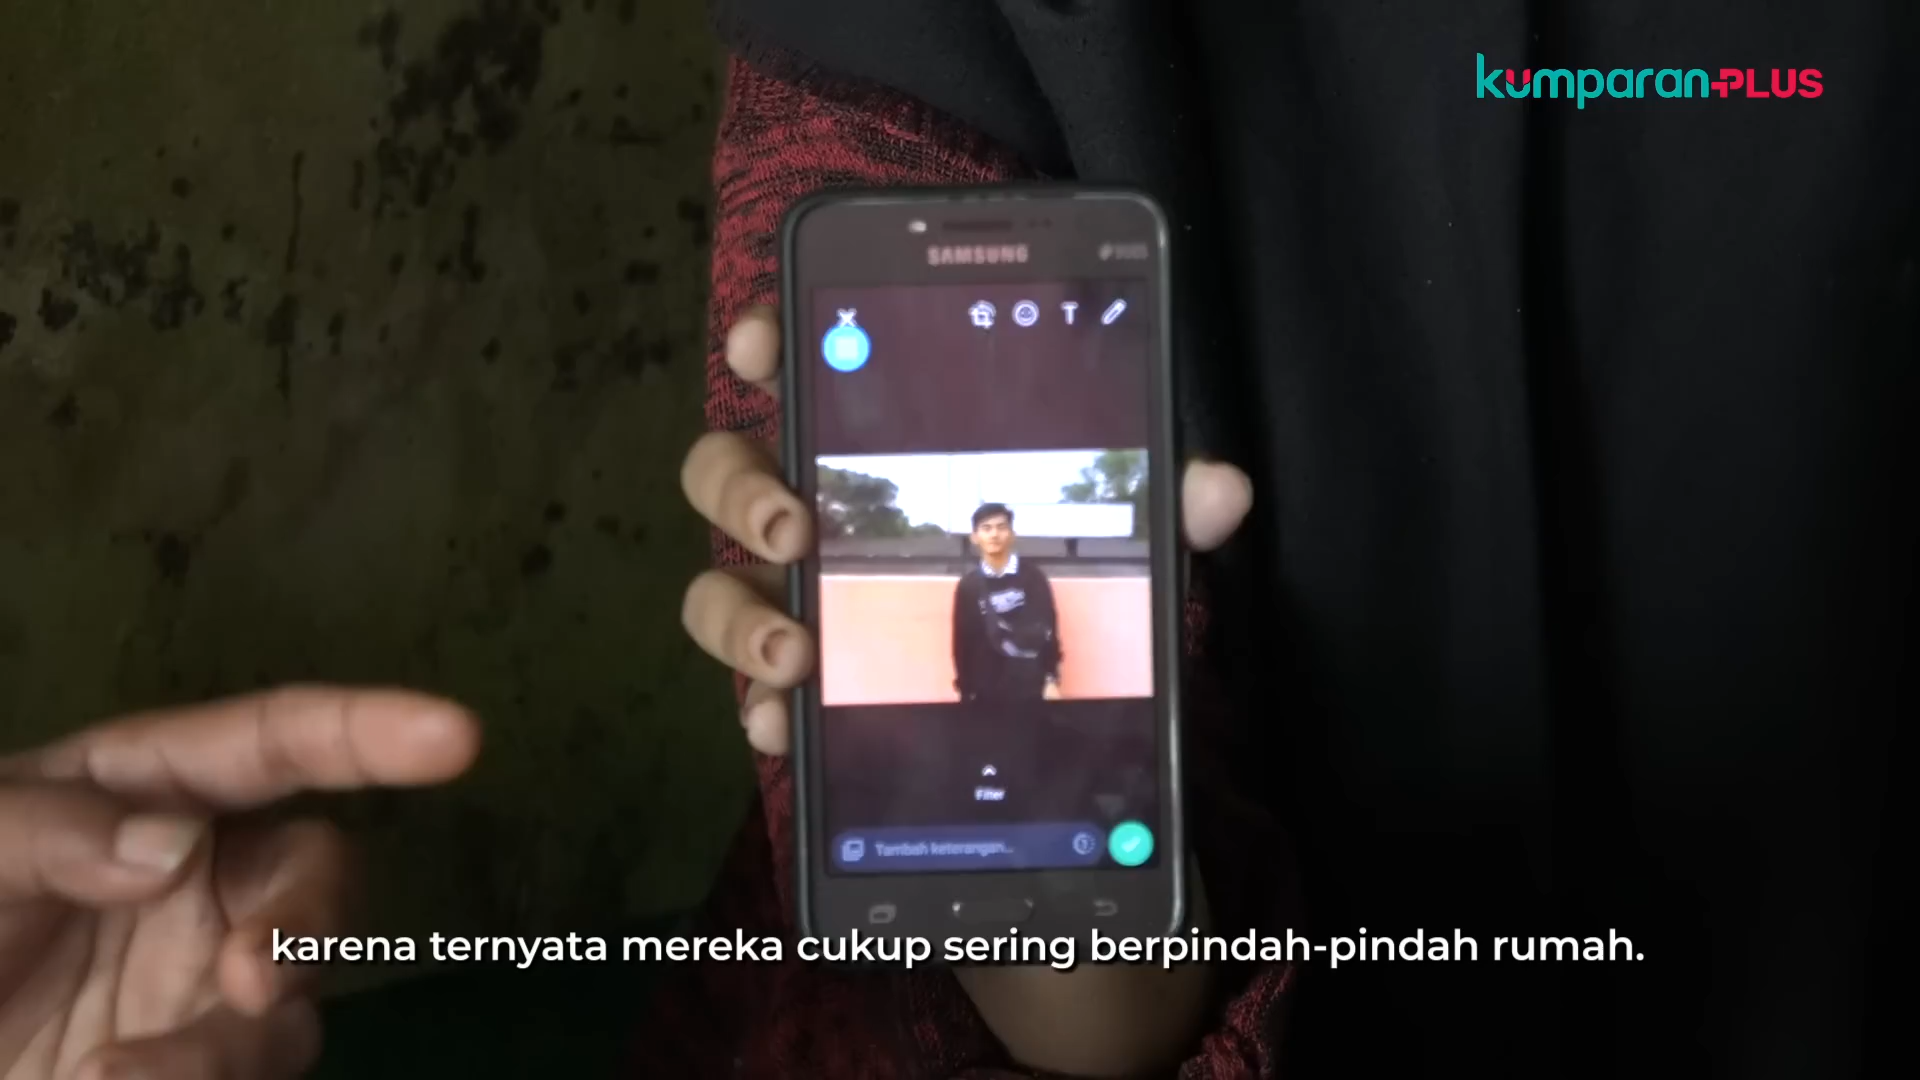 kumparanPLUS
SAMSUNG
T
Filter
Tambah keterangan...
karena ternyata mereka cukup sering berpindah-pindah rumah.